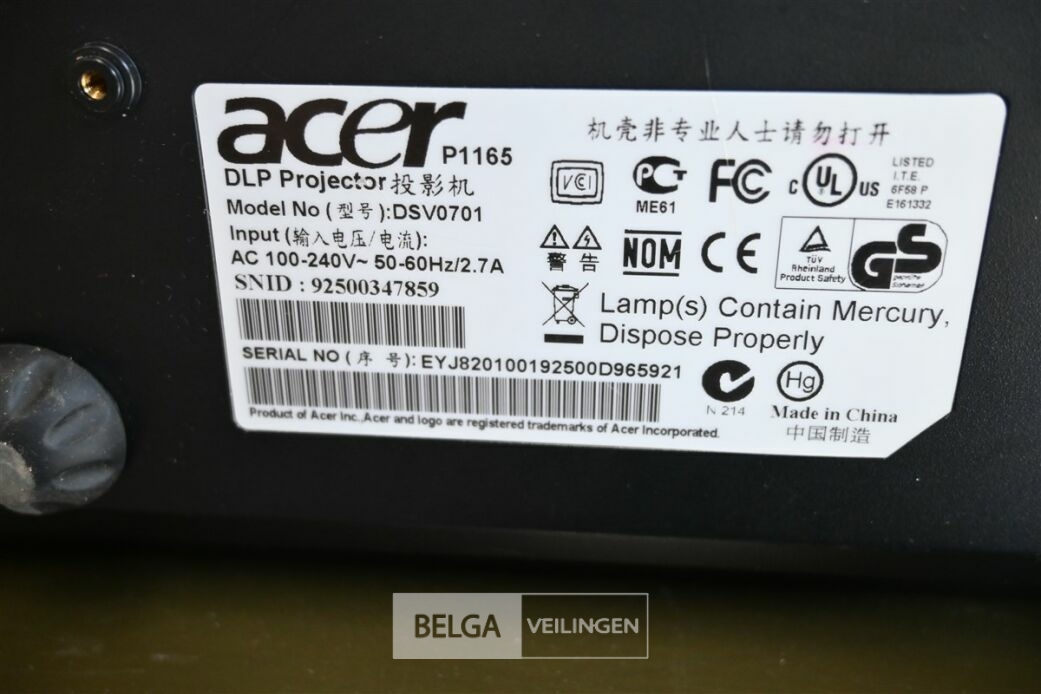 acer P1165
机壳非专业人士请勿打开
DLP Projector 投影机
Model No (型号):DSV0701
Input (输入电压/电流):
AC 100-240V~ 50-60Hz/2.7A
SNID : 92500347859
SERIAL NO (序 号): EYJ820100192500D965921
Product of Acer Inc.,Acer and logo are registered trademarks of Acer Incorporated.
VCI
PCT
ME61
FC
c UL US
LISTED
I.T.E.
6F58 P
E161332
警 告
NOM
CE
TÜV
Rheinland
Product Safety
GS
geprüfte
Sicherheit
Lamp(s) Contain Mercury,
Dispose Properly
N 214
Hg
Made in China
中国制造
BELGA VEILINGEN